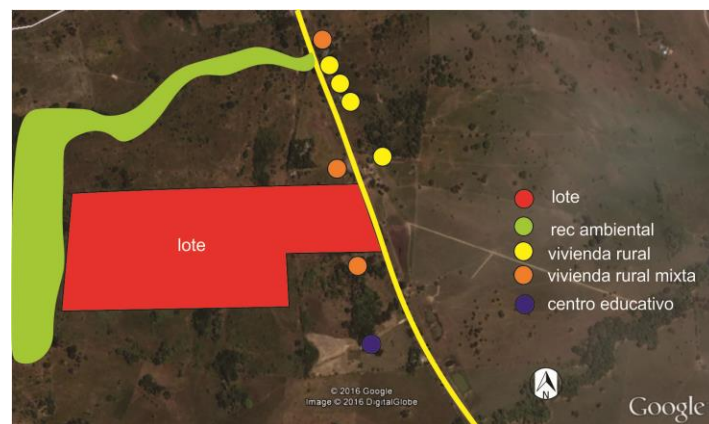 lote
lote
rec ambiental
vivienda rural
vivienda rural mixta
centro educativo
© 2016 Google
Image © 2016 DigitalGlobe
N
Google